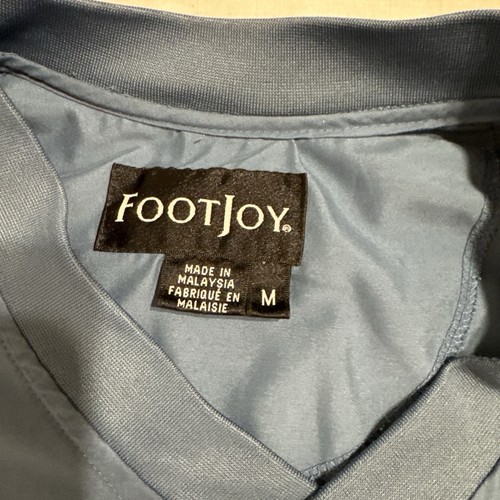 FOOTJOY®
MADE IN
MALAYSIA
FABRIQUÉ EN
MALAISIE
M